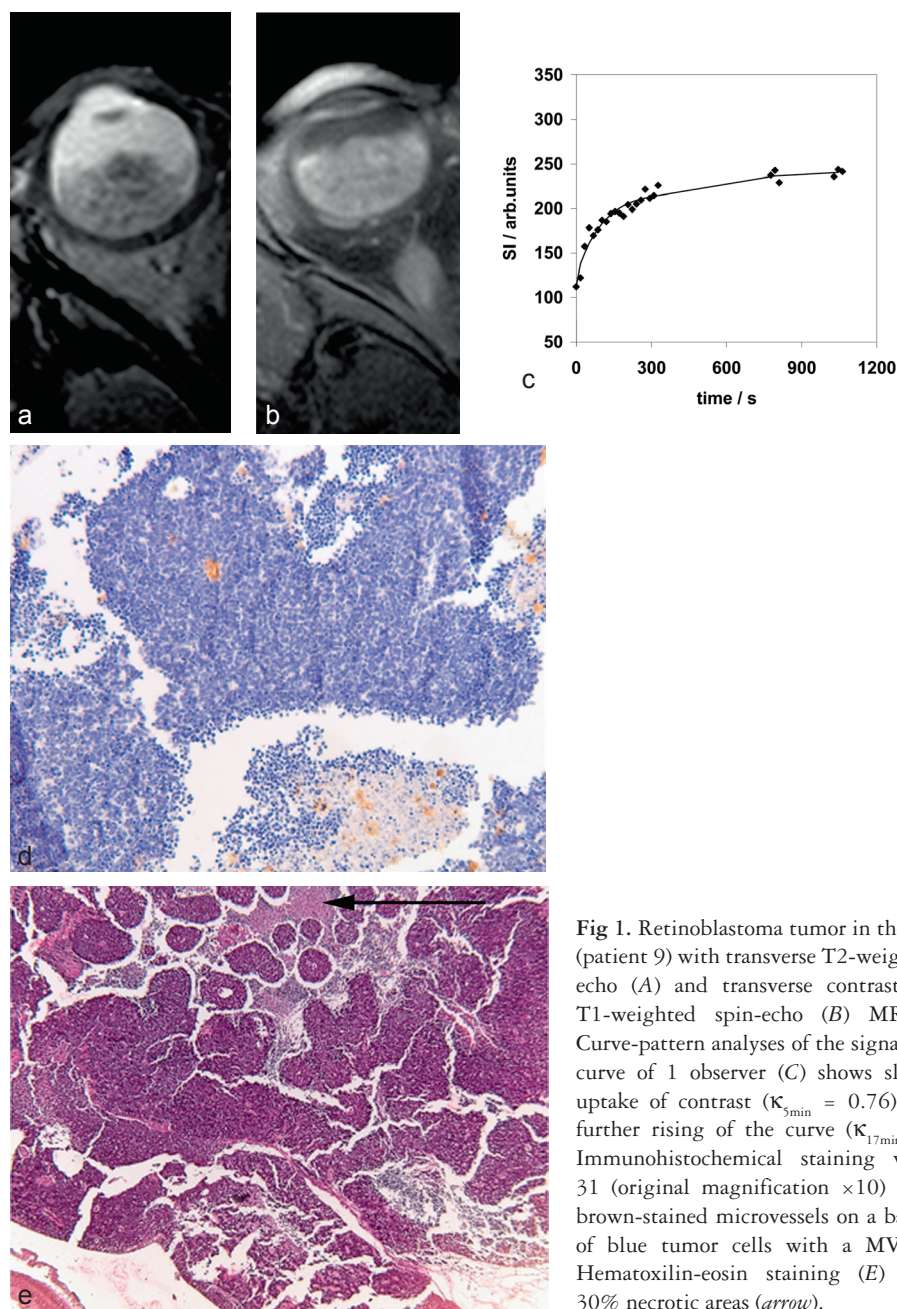 a
b
350
300
250
200
150
100
50
SI / arb.units
0 300 600 900 1200
time / s
c
d
e
Fig 1. Retinoblastoma tumor in th
(patient 9) with transverse T2-weig
echo (A) and transverse contrast
T1-weighted spin-echo (B) MR
Curve-pattern analyses of the signa
curve of 1 observer (C) shows sl
uptake of contrast (κ5min = 0.76)
further rising of the curve (κ17min
Immunohistochemical staining v
31 (original magnification ×10)
brown-stained microvessels on a b
of blue tumor cells with a MV
Hematoxilin-eosin staining (E)
30% necrotic areas (arrow).